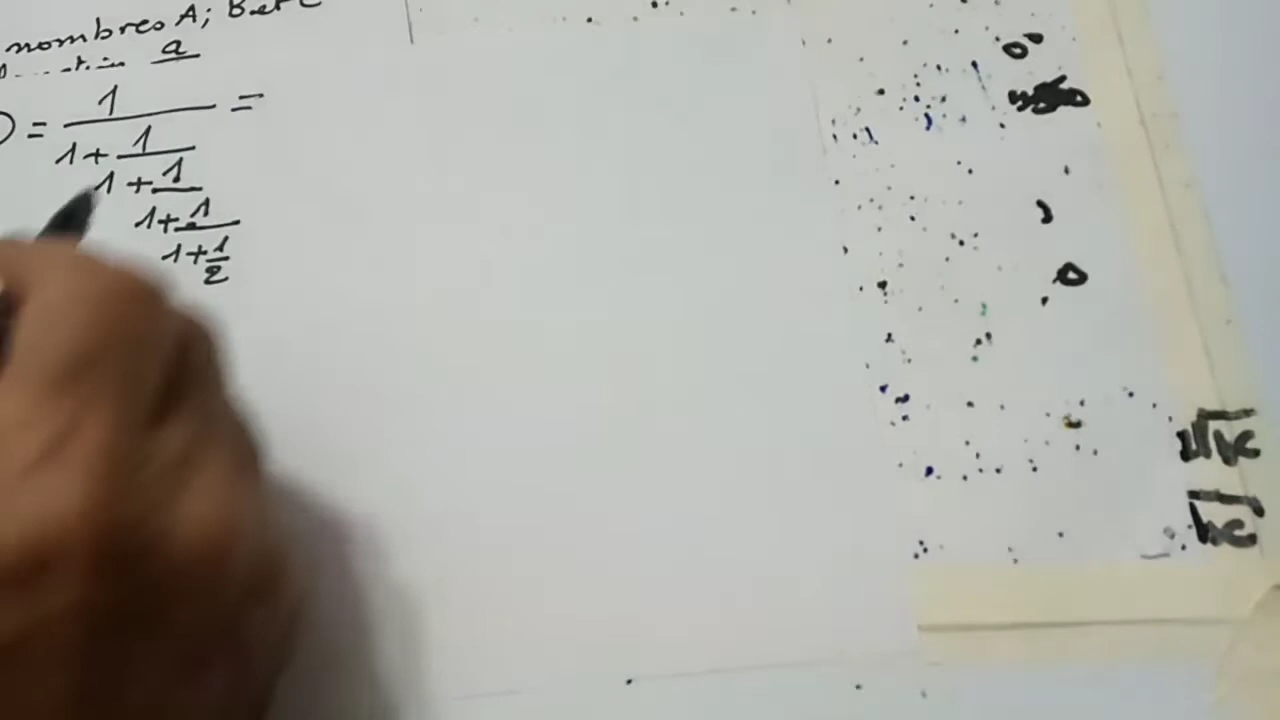 nombres A; B et C
a
= 1 =
1 + 1
1 + 1
1 + 1
1 + 1
2